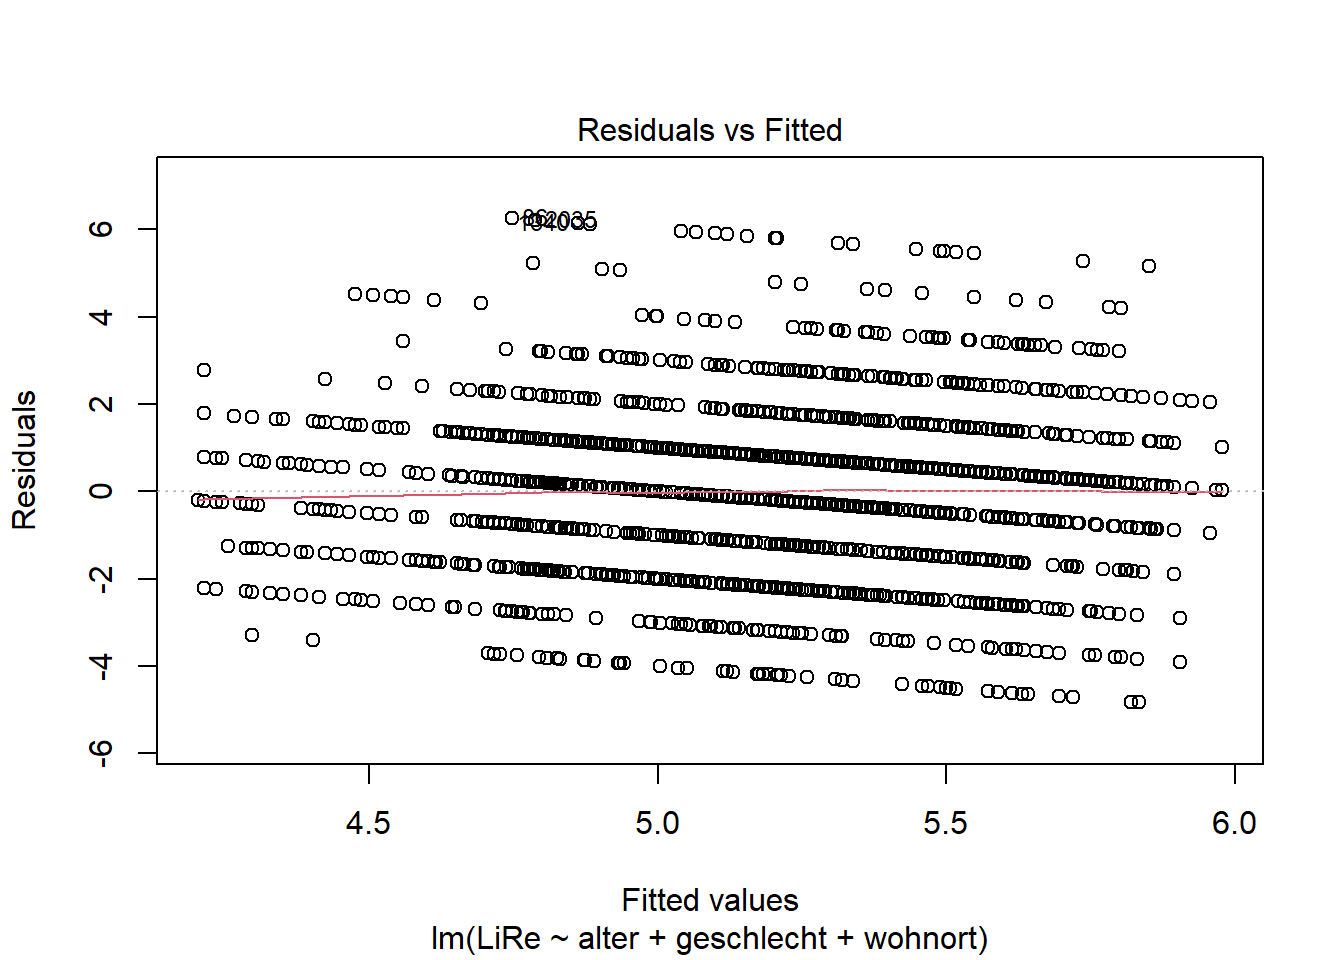 Residuals vs Fitted
Residuals
6
4
2
0
-2
-4
-6
4.5
5.0
5.5
6.0
Fitted values
lm(LiRe ~ alter + geschlecht + wohnort)